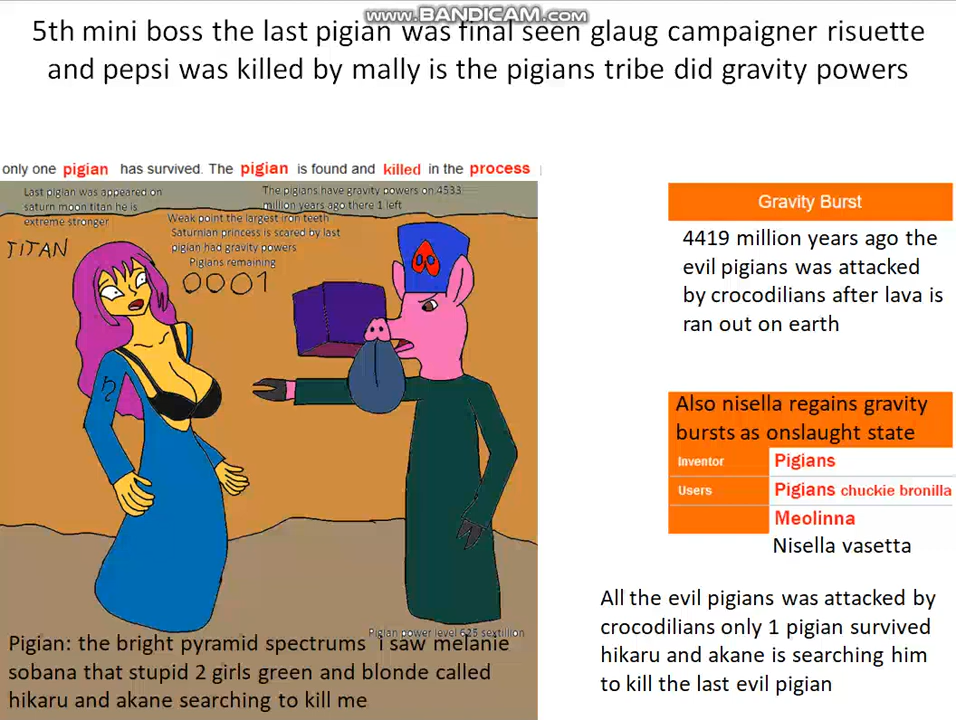 www.BANDICAM.com
5th mini boss the last pigian was final seen glaug campaigner risuette
and pepsi was killed by mally is the pigians tribe did gravity powers
only one pigian has survived. The pigian is found and killed in the process
Last pigian was appeared on
saturn moon titan he is
extreme stronger
The pigians have gravity powers on 4533
million years ago there 1 left
Weak point the largest iron teeth
Saturnian princess is scared by last
pigian had gravity powers
Pigians remaining
0001
TITAN
Pigian power level 625 sextillion
Pigian: the bright pyramid spectrums i saw melanie
sobana that stupid 2 girls green and blonde called
hikaru and akane searching to kill me
Gravity Burst
4419 million years ago the
evil pigians was attacked
by crocodilians after lava is
ran out on earth
Also nisella regains gravity
bursts as onslaught state
Inventor Pigians
Users Pigians chuckie bronilla
Meolinna
Nisella vasetta
All the evil pigians was attacked by
crocodilians only 1 pigian survived
hikaru and akane is searching him
to kill the last evil pigian